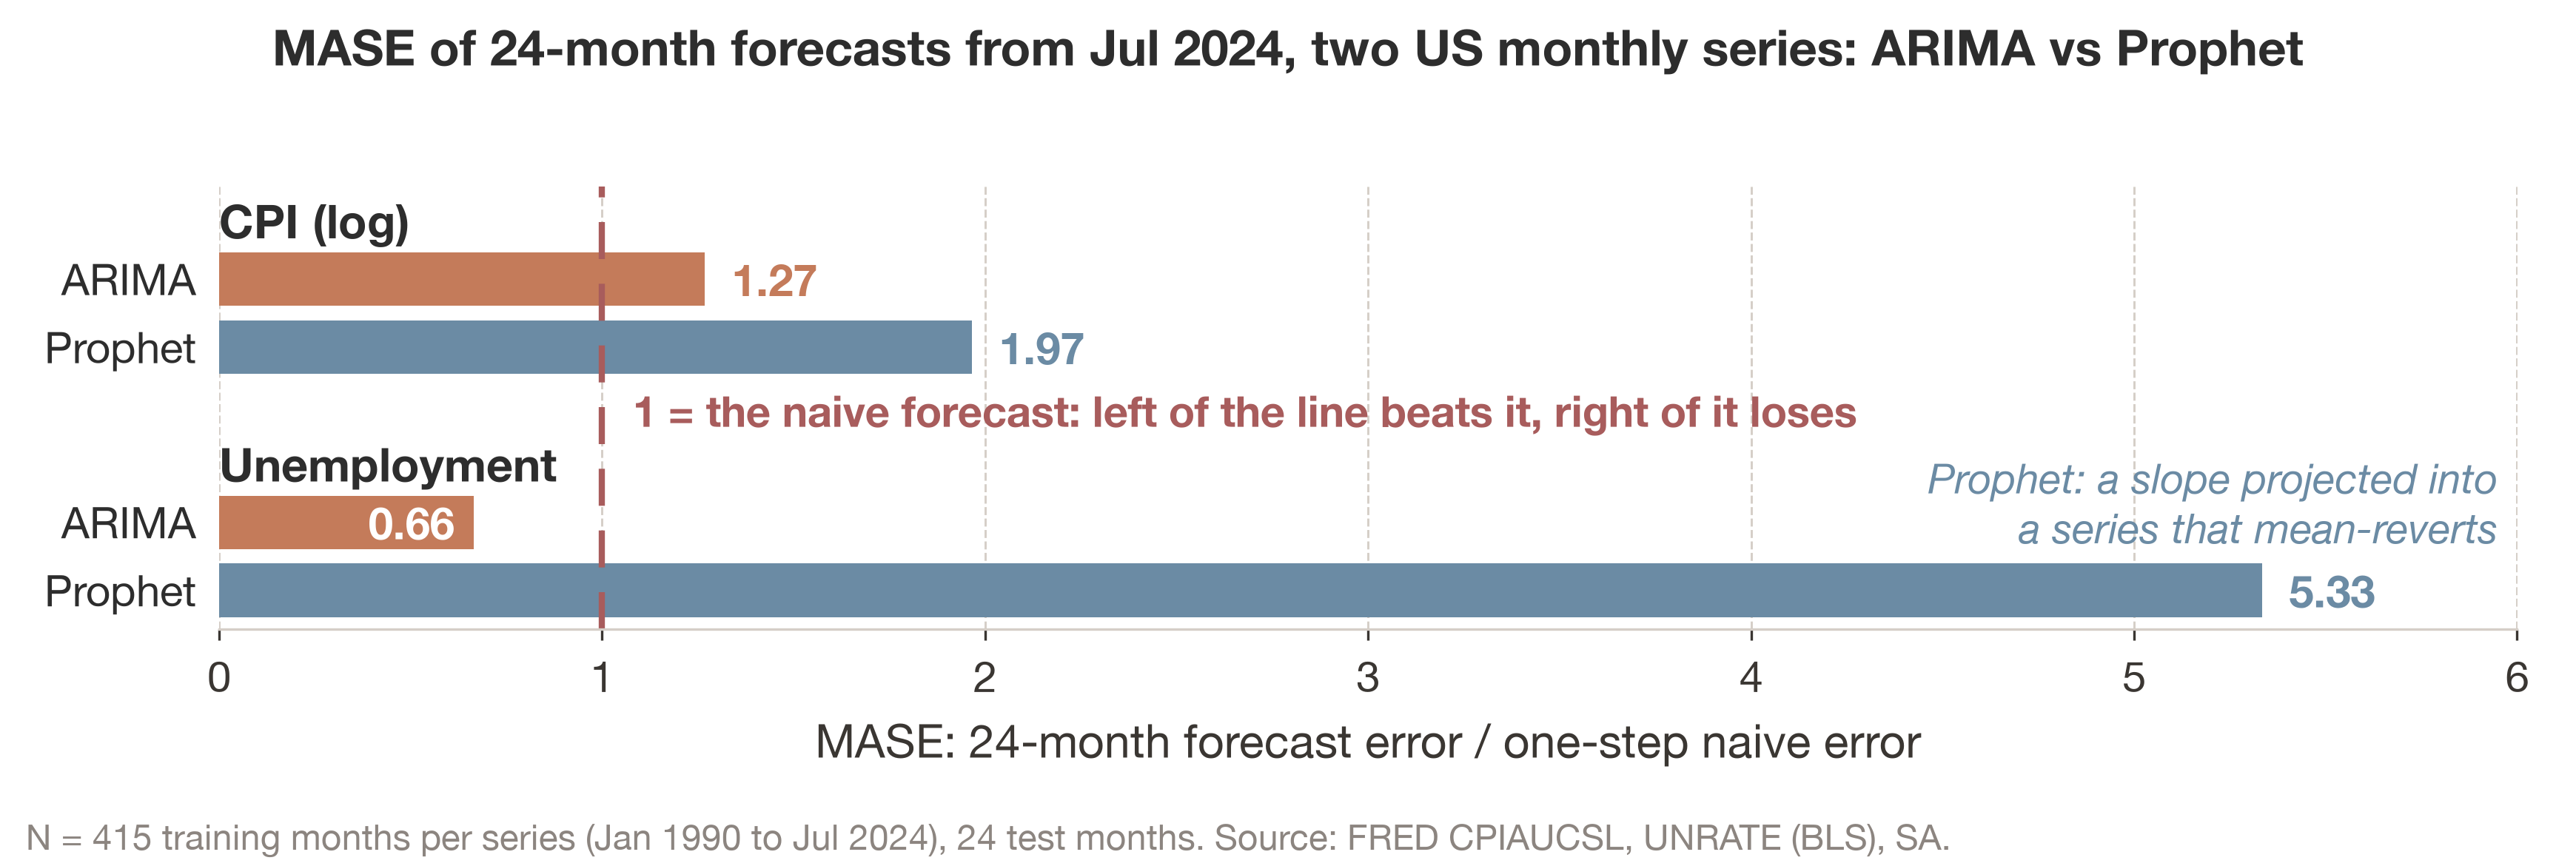 MASE of 24-month forecasts from Jul 2024, two US monthly series: ARIMA vs Prophet
CPI (log)
ARIMA 1.27
Prophet 1.97
1 = the naive forecast: left of the line beats it, right of it loses
Unemployment
Prophet: a slope projected into
a series that mean-reverts
ARIMA 0.66
Prophet 5.33
0 1 2 3 4 5 6
MASE: 24-month forecast error / one-step naive error
N = 415 training months per series (Jan 1990 to Jul 2024), 24 test months. Source: FRED CPIAUCSL, UNRATE (BLS), SA.